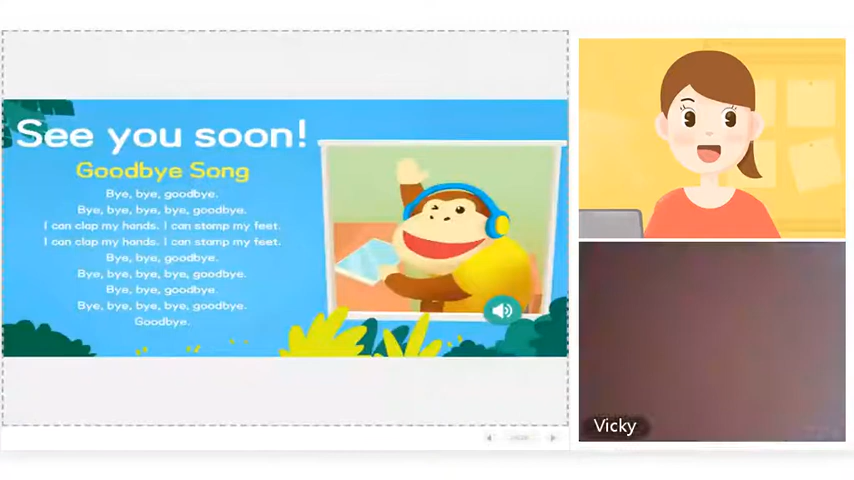 See you soon!
Goodbye Song
Bye, bye, goodbye.
Bye, bye, bye, bye, goodbye.
I can clap my hands. I can stomp my feet.
I can clap my hands. I can stomp my feet.
Bye, bye, goodbye.
Bye, bye, bye, bye, goodbye.
Bye, bye, goodbye.
Bye, bye, bye, bye, goodbye.
Goodbye.
Vicky